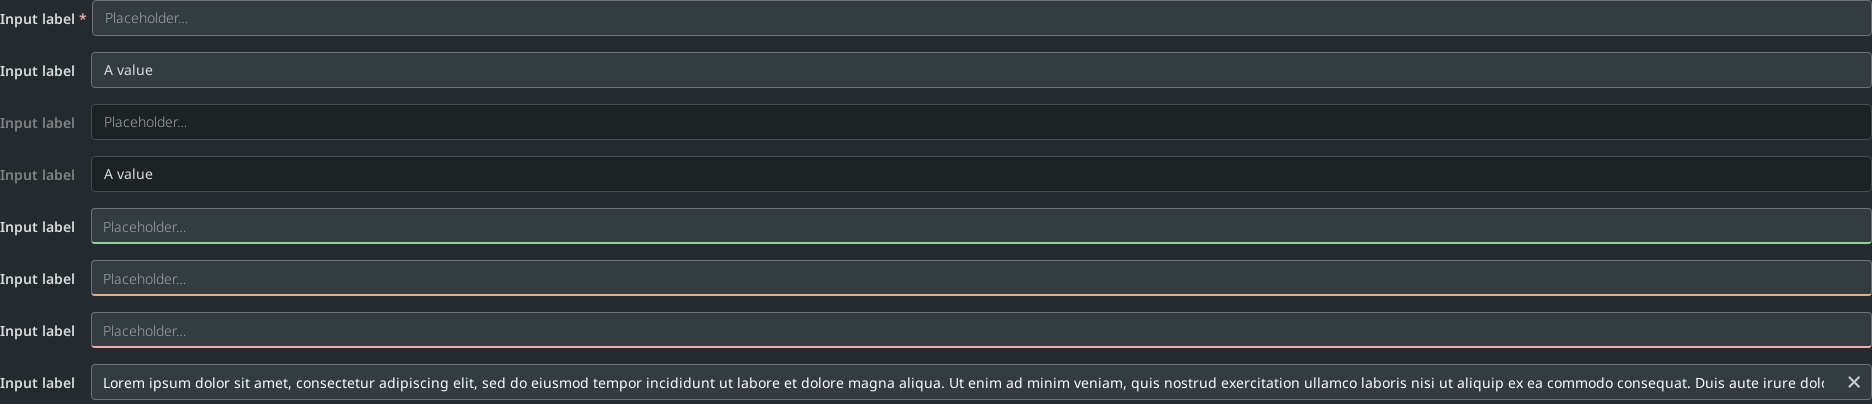 Input label * Placeholder...
Input label A value
Input label Placeholder...
Input label A value
Input label Placeholder...
Input label Placeholder...
Input label Placeholder...
Input label Lorem ipsum dolor sit amet, consectetur adipiscing elit, sed do eiusmod tempor incididunt ut labore et dolore magna aliqua. Ut enim ad minim veniam, quis nostrud exercitation ullamco laboris nisi ut aliquip ex ea commodo consequat. Duis aute irure